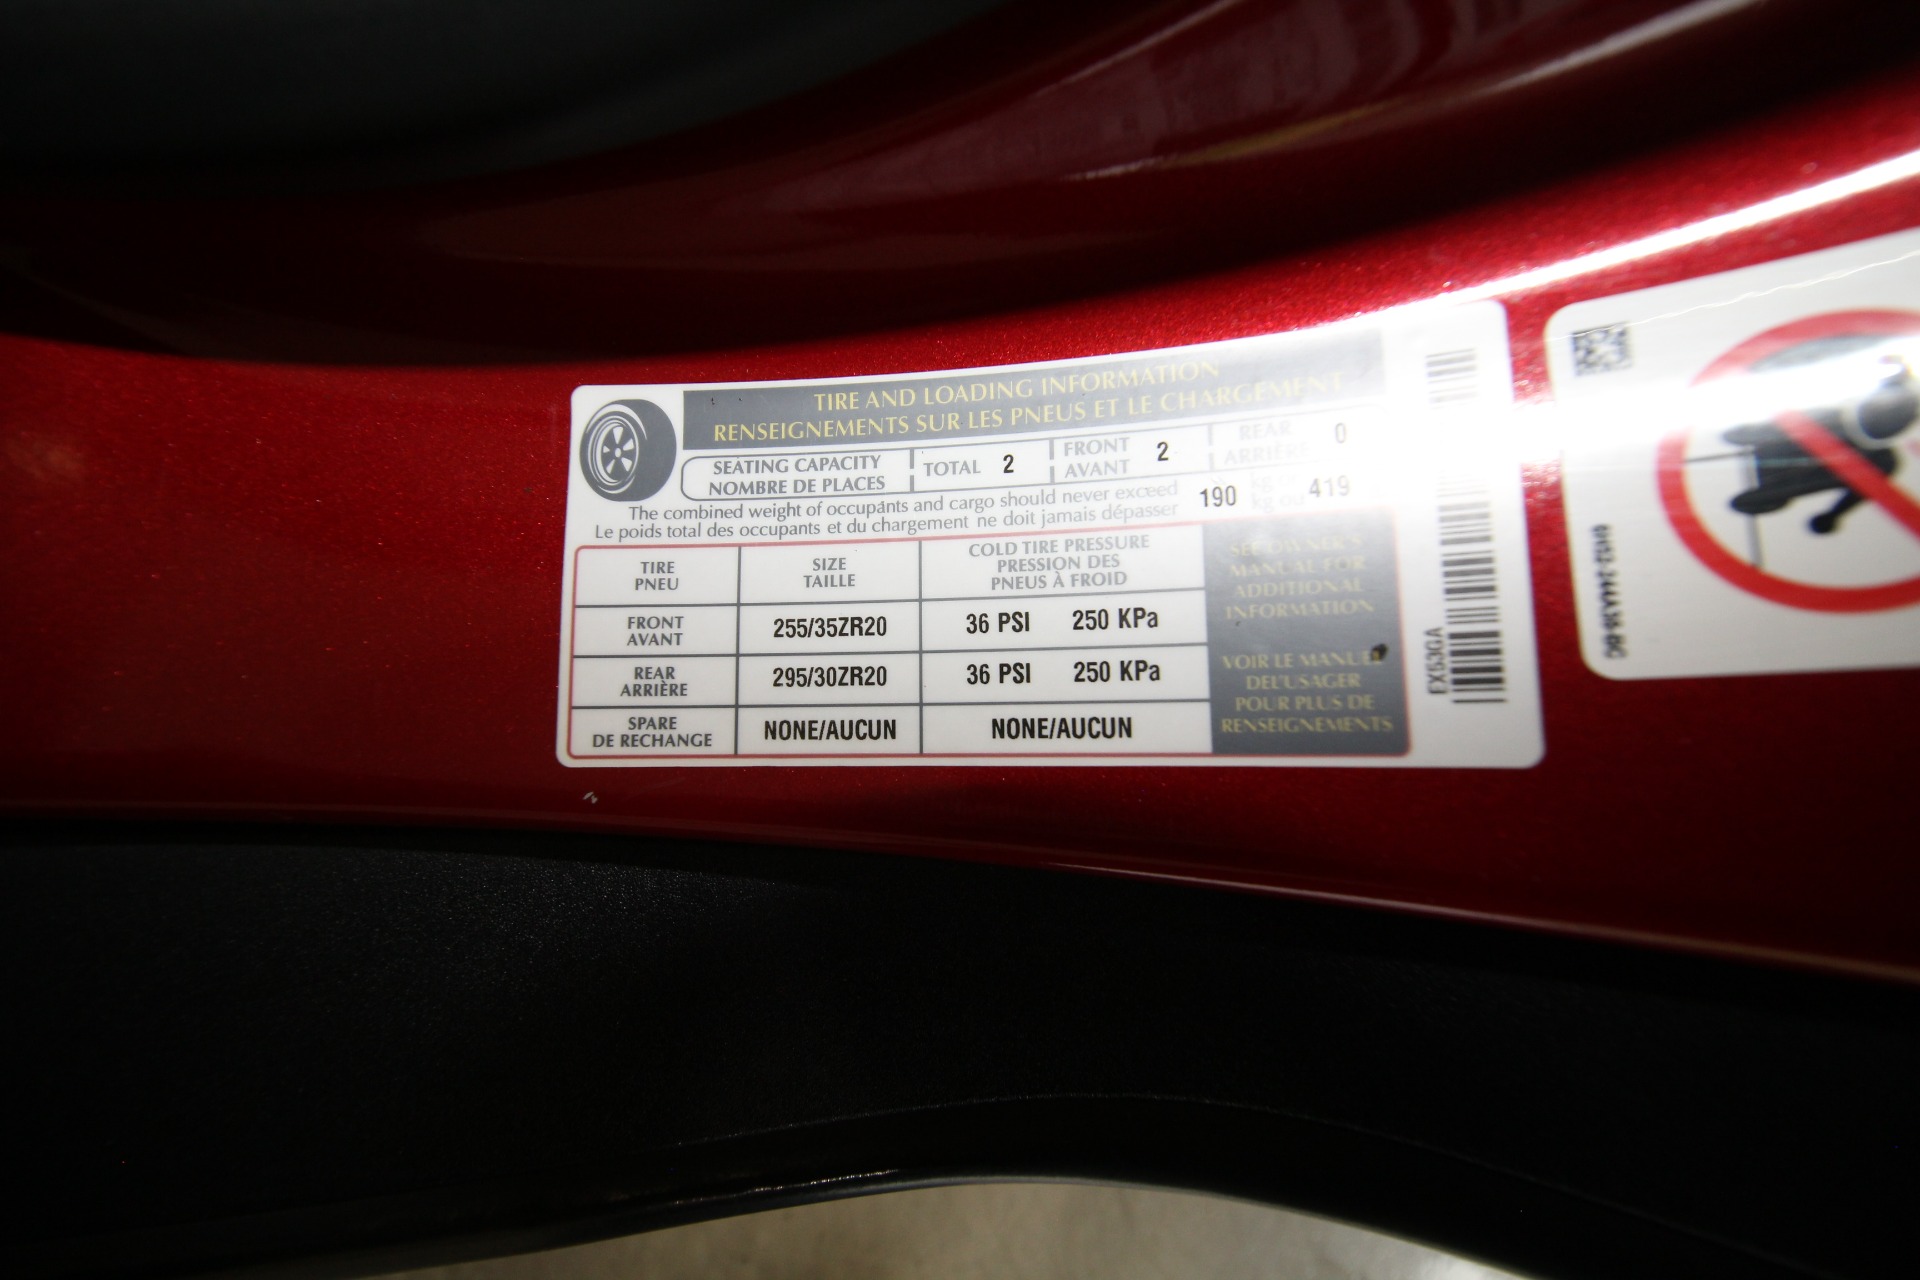 TIRE AND LOADING INFORMATION
RENSEIGNEMENTS SUR LES PNEUS ET LE CHARGEMENT
SEATING CAPACITY
NOMBRE DE PLACES
TOTAL 2
FRONT
AVANT
2
REAR
ARRIÈRE
0
The combined weight of occupants and cargo should never exceed
Le poids total des occupants et du chargement ne doit jamais dépasser
190 kg ou 419
TIRE
PNEU
SIZE
TAILLE
COLD TIRE PRESSURE
PRESSION DES
PNEUS À FROID
FRONT
AVANT
255/35ZR20
36 PSI 250 KPa
REAR
ARRIÈRE
295/30ZR20
36 PSI 250 KPa
SPARE
DE RECHANGE
NONE/AUCUN
NONE/AUCUN
SEE OWNER'S
MANUAL FOR
ADDITIONAL
INFORMATION
VOIR LE MANUEL
DE L'USAGER
POUR PLUS DE
RENSEIGNEMENTS
EX53GA